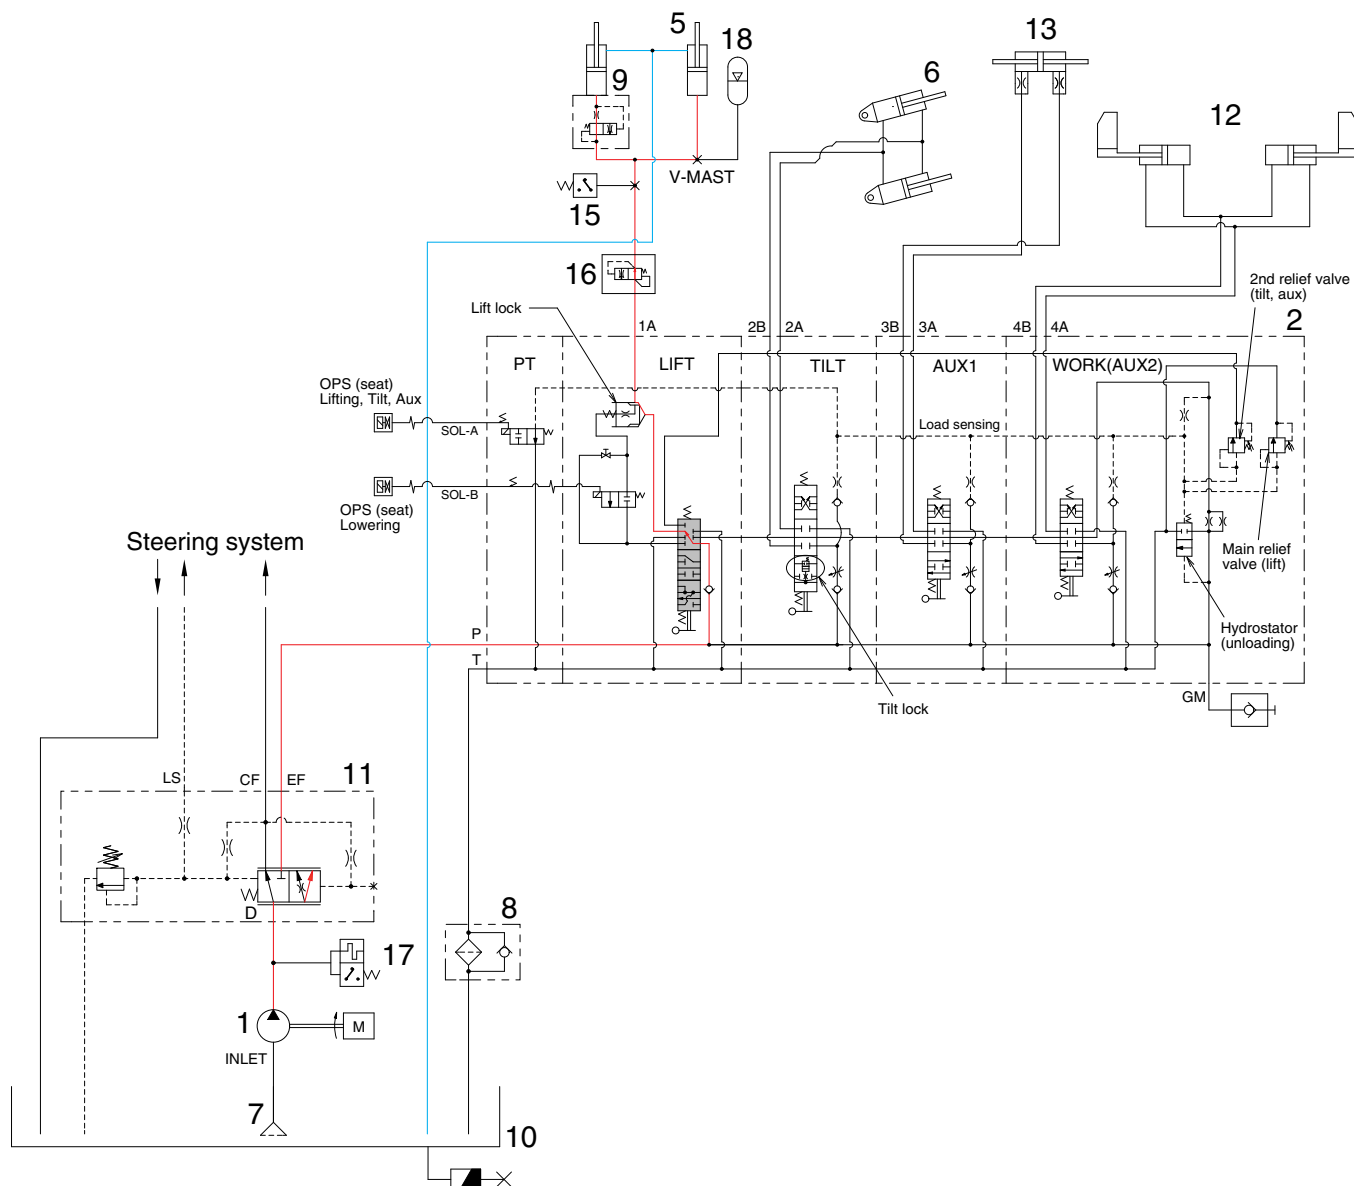 5
18
13
6
9
12
V-MAST
15
16
2nd relief valve
(tilt, aux)
Lift lock
1A
2B
2A
3B
3A
4B
4A
2
PT
LIFT
TILT
AUX1
WORK(AUX2)
OPS (seat)
Lifting, Tilt, Aux
SOL-A
Load sensing
SOL-B
OPS (seat)
Lowering
Steering system
Main relief
valve (lift)
P
Hydrostator
(unloading)
T
Tilt lock
GM
LS
CF
EF
11
D
8
17
1
M
INLET
7
10